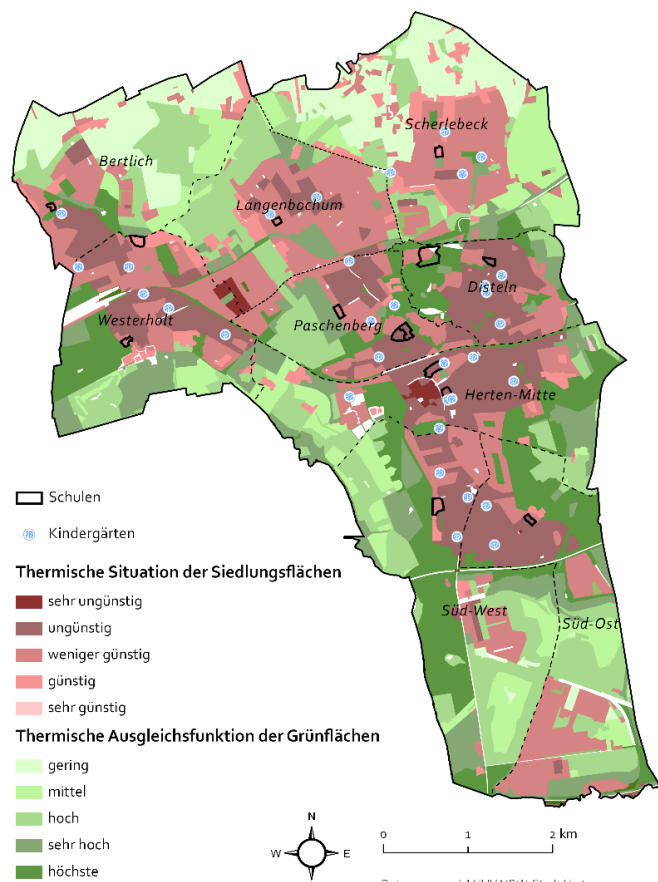 Scherlebeck
Bertlich
Langenbochum
Disteln
Westerholt
Paschenberg
Herten-Mitte
Schulen
Kindergärten
Thermische Situation der Siedlungsflächen
sehr ungünstig
ungünstig
weniger günstig
günstig
sehr günstig
Süd-West
Süd-Ost
Thermische Ausgleichsfunktion der Grünflächen
gering
mittel
hoch
sehr hoch
höchste
N
W E
S
0 1 2 km